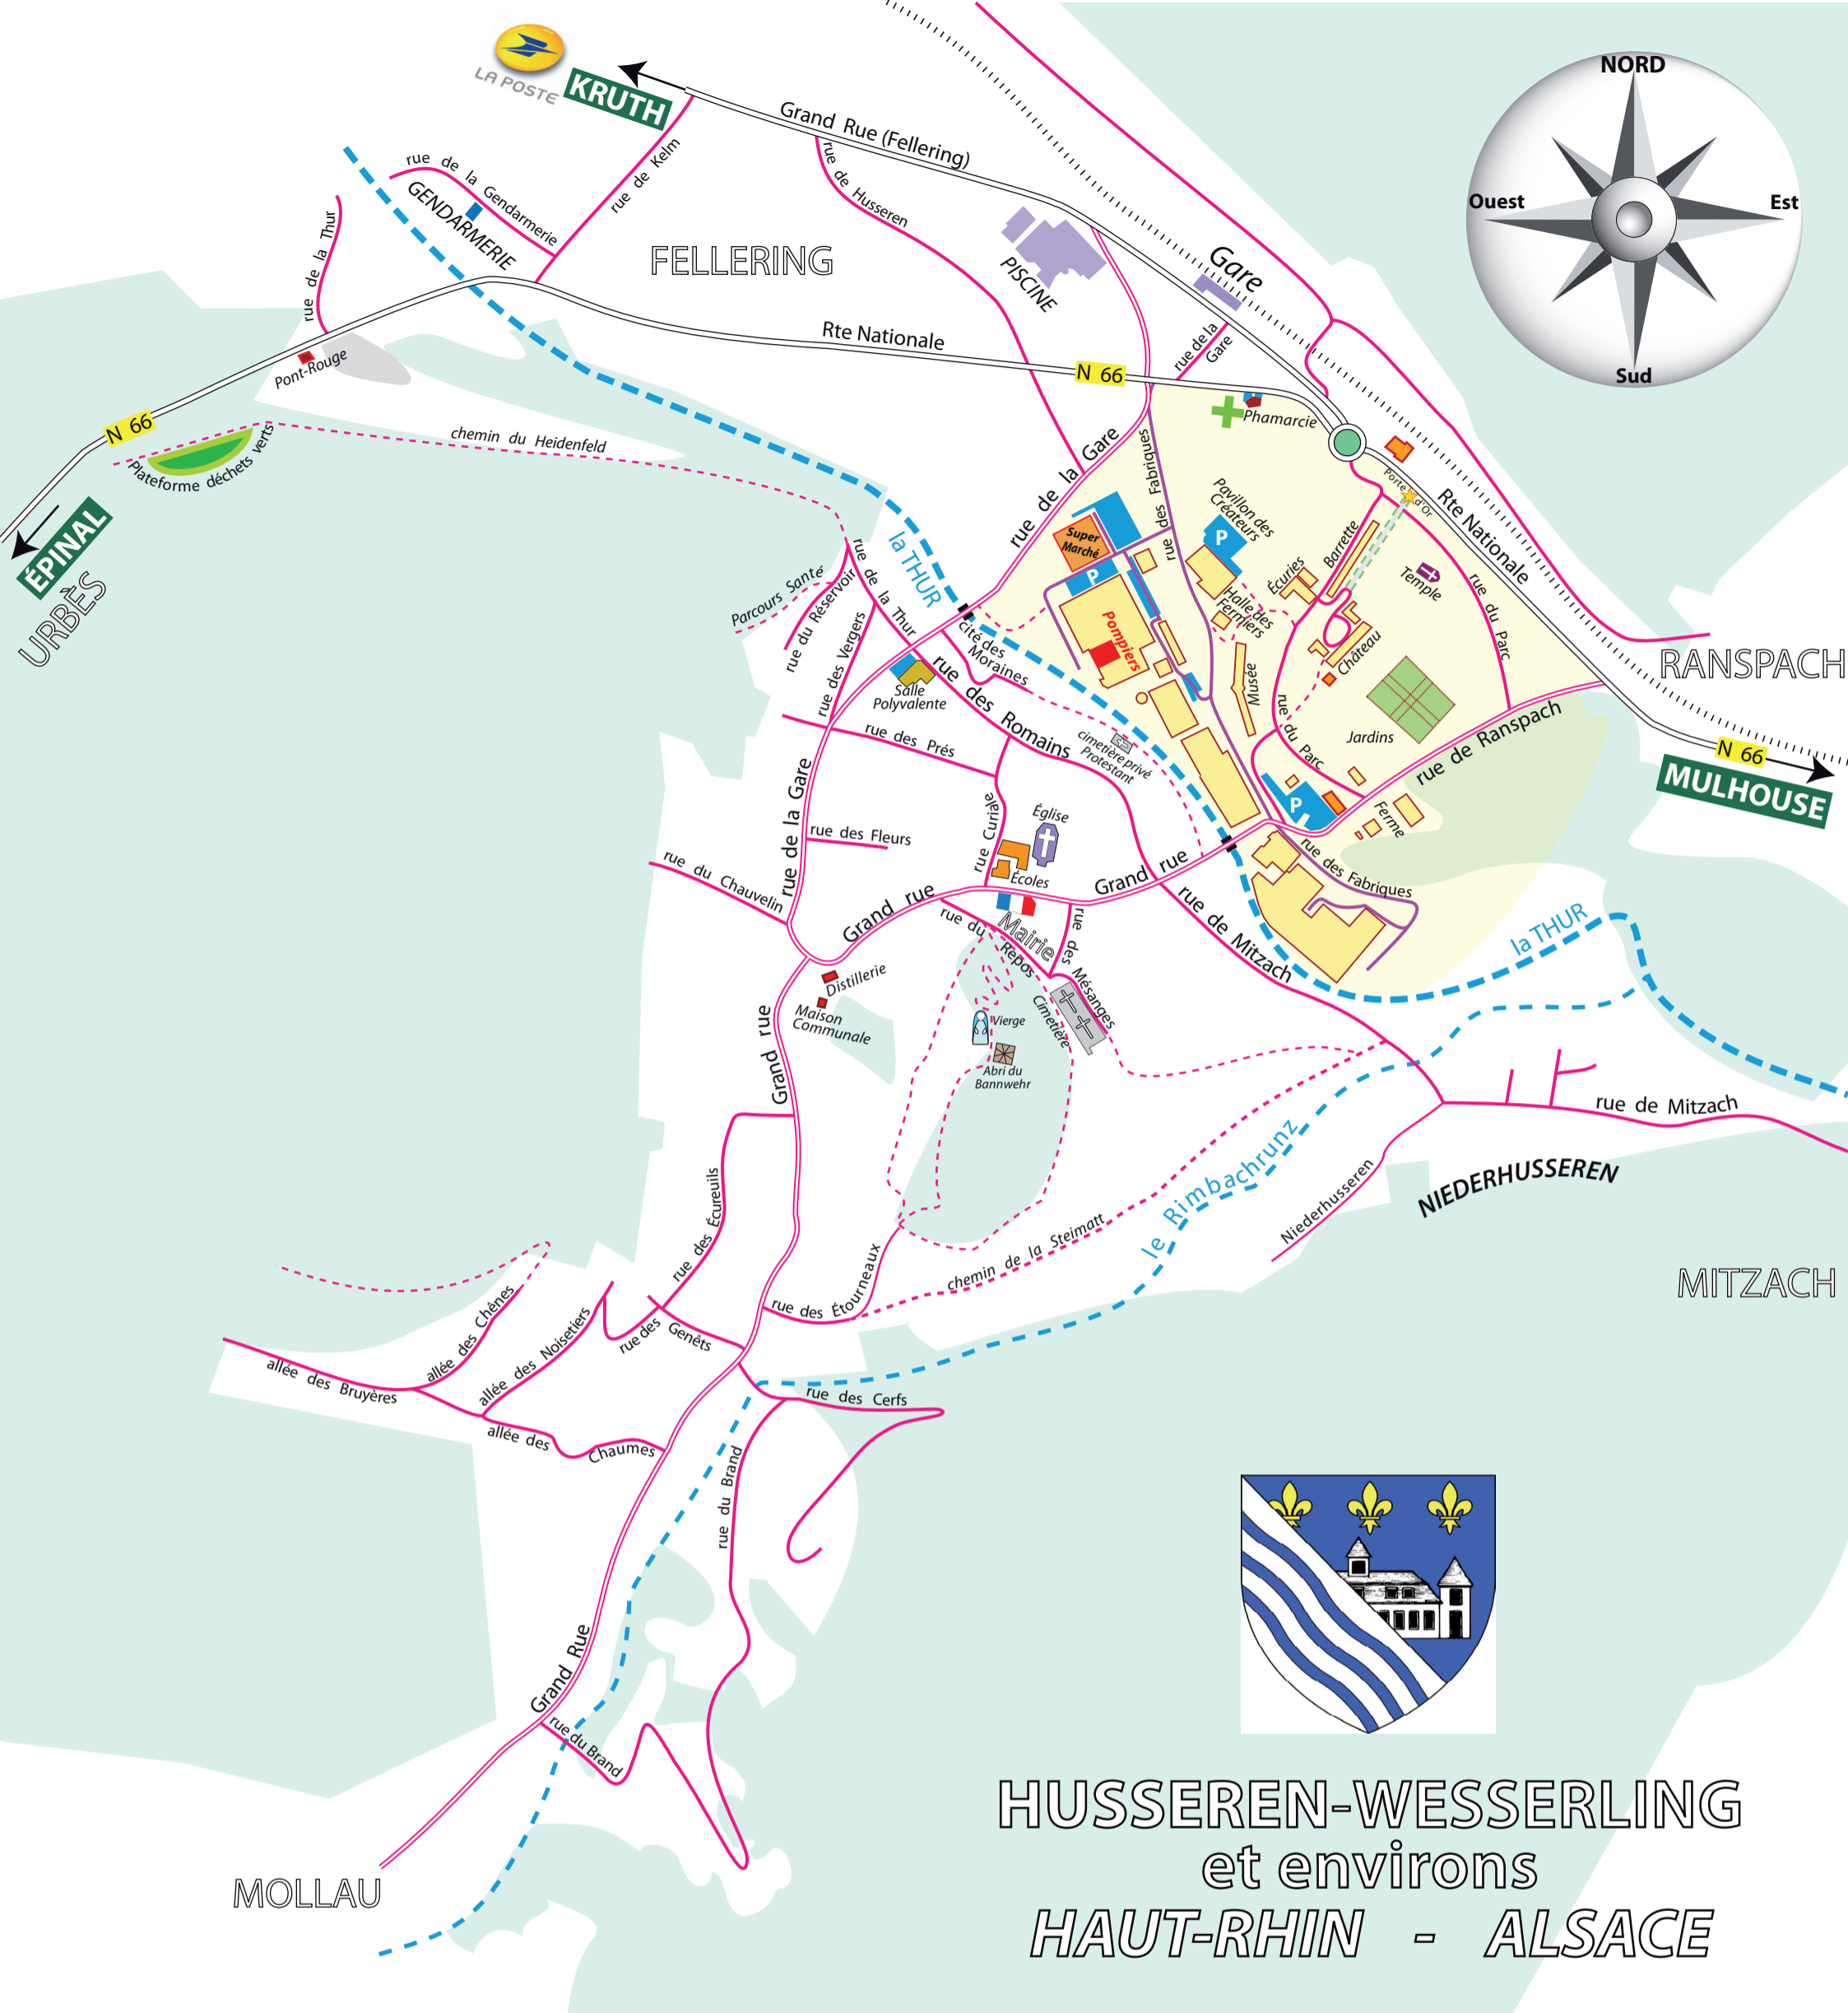 LA POSTE
KRUTH
Grand Rue (Fellering)
NORD
Ouest
Est
Sud
rue de la Gendarmerie
GENDARMERIE
rue de Kelm
rue de Husseren
rue de la Thur
FELLERING
PISCINE
Gare
rue de la
Gare
Rte Nationale
N 66
Pont-Rouge
N 66
Plateforme déchets verts
chemin du Heidenfeld
ÉPINAL
URBÈS
Phamarcie
Porte d'Or
Rte Nationale
rue de la Gare
rue des Fabriques
Pavillon des
Créateurs
P
Super
Marché
P
Barrette
Écuries
Temple
rue du Parc
Halle des
Fermiers
Pompiers
Château
Musée
Jardins
rue du Parc
rue de Ranspach
RANSPACH
N 66
MULHOUSE
la THUR
Parcours Santé
rue du Réservoir
rue de la Thur
rue des Vergers
cité des
Moraines
Salle
Polyvalente
rue des Romains
cimetière privé
Protestant
rue des Prés
rue de la Gare
P
Ferme
rue Curiale
Église
Écoles
rue des Fleurs
rue du Chauvelin
Grand rue
Grand rue
rue des Fabriques
rue du Repos
Mairie
rue des Mésanges
rue de Mitzach
la THUR
Distillerie
Maison
Communale
Vierge
Cimetière
Abri du
Bannwehr
Grand rue
rue de Mitzach
NIEDERHUSSEREN
Niederhusseren
le Rimbachrunz
chemin de la Steimatt
MITZACH
rue des Écureuils
rue des Étourneaux
allée des Chênes
allée des Noisetiers
rue des Genêts
allée des Bruyères
allée des Chaumes
rue des Cerfs
rue du Brand
Grand Rue
rue du Brand
MOLLAU
HUSSEREN-WESSERLING
et environs
HAUT-RHIN - ALSACE